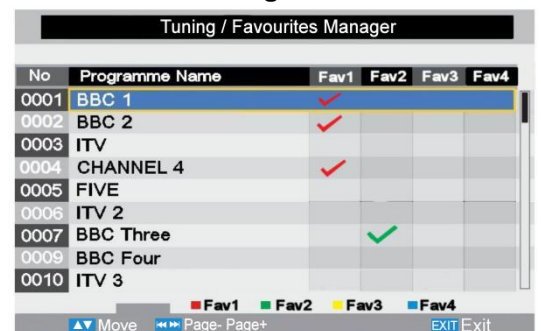 Tuning / Favourites Manager
No Programme Name Fav1 Fav2 Fav3 Fav4
0001 BBC 1
0002 BBC 2
0003 ITV
0004 CHANNEL 4
0005 FIVE
0006 ITV 2
0007 BBC Three
0009 BBC Four
0010 ITV 3
Fav1 Fav2 Fav3 Fav4
Move Page- Page+ EXIT Exit